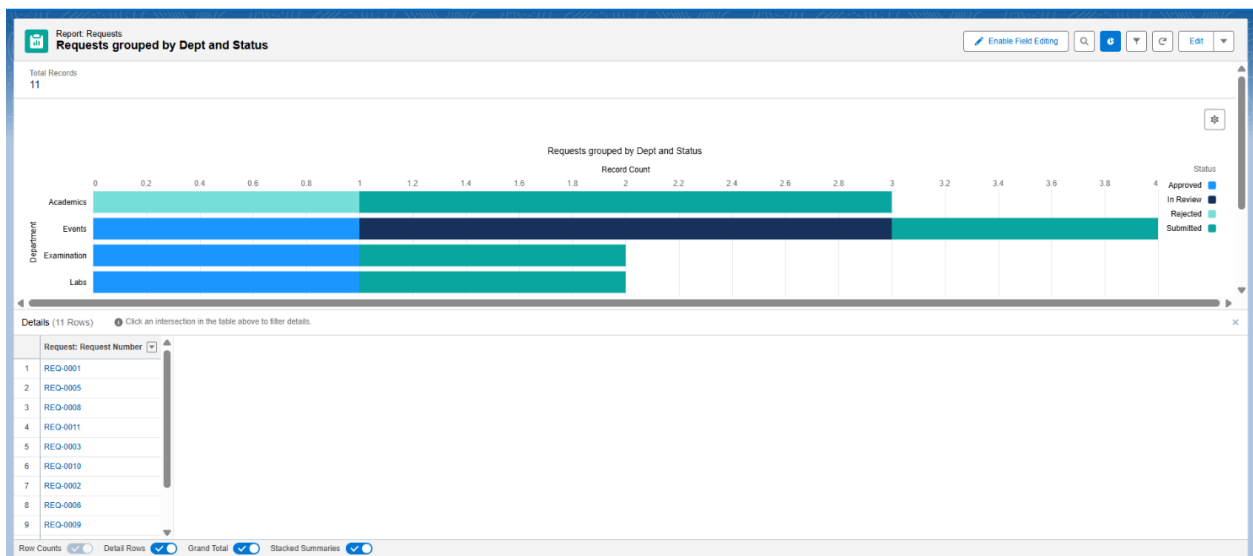 Report: Requests
Requests grouped by Dept and Status
Enable Field Editing
Edit
Total Records
11
Requests grouped by Dept and Status
Record Count
Status
0 0.2 0.4 0.6 0.8 1 1.2 1.4 1.6 1.8 2 2.2 2.4 2.6 2.8 3 3.2 3.4 3.6 3.8 4
Approved
In Review
Rejected
Submitted
Department
Academics
Events
Examination
Labs
Details (11 Rows) Click an intersection in the table above to filter details.
Request: Request Number
1 REQ-0001
2 REQ-0005
3 REQ-0008
4 REQ-0011
5 REQ-0003
6 REQ-0010
7 REQ-0002
8 REQ-0006
9 REQ-0009
Row Counts Detail Rows Grand Total Stacked Summaries